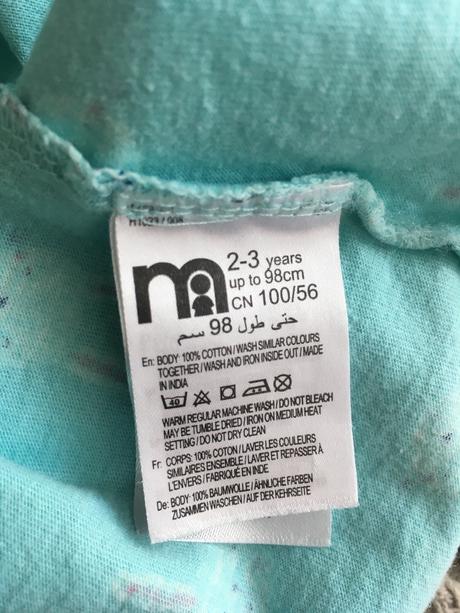 H1023/908
m
2-3 years
up to 98cm
CN 100/56
حتى طول 98 سم
En: BODY: 100% COTTON / WASH SIMILAR COLOURS
TOGETHER / WASH AND IRON INSIDE OUT / MADE
IN INDIA
40
WARM REGULAR MACHINE WASH / DO NOT BLEACH
MAY BE TUMBLE DRIED / IRON ON MEDIUM HEAT
SETTING / DO NOT DRY CLEAN
Fr: CORPS: 100% COTON / LAVER LES COULEURS
SIMILAIRES ENSEMBLE / LAVER ET REPASSER À
L'ENVERS / FABRIQUÉ EN INDE
De: BODY: 100% BAUMWOLLE / ÄHNLICHE FARBEN
ZUSAMMEN WASCHEN / AUF DER KEHRSEITE